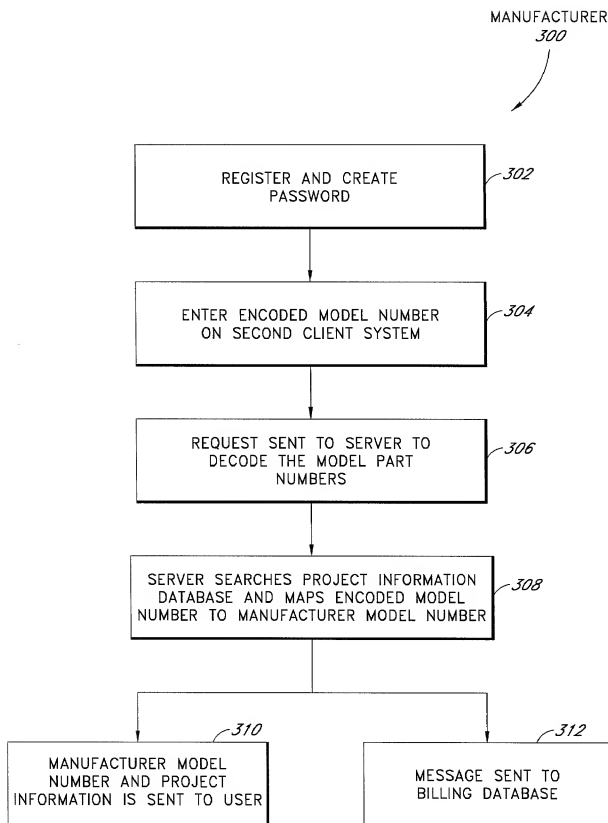 MANUFACTURER
300
REGISTER AND CREATE
PASSWORD
302
ENTER ENCODED MODEL NUMBER
ON SECOND CLIENT SYSTEM
304
REQUEST SENT TO SERVER TO
DECODE THE MODEL PART
NUMBERS
306
SERVER SEARCHES PROJECT INFORMATION
DATABASE AND MAPS ENCODED MODEL
NUMBER TO MANUFACTURER MODEL NUMBER
308
310
MANUFACTURER MODEL
NUMBER AND PROJECT
INFORMATION IS SENT TO USER
312
MESSAGE SENT TO
BILLING DATABASE